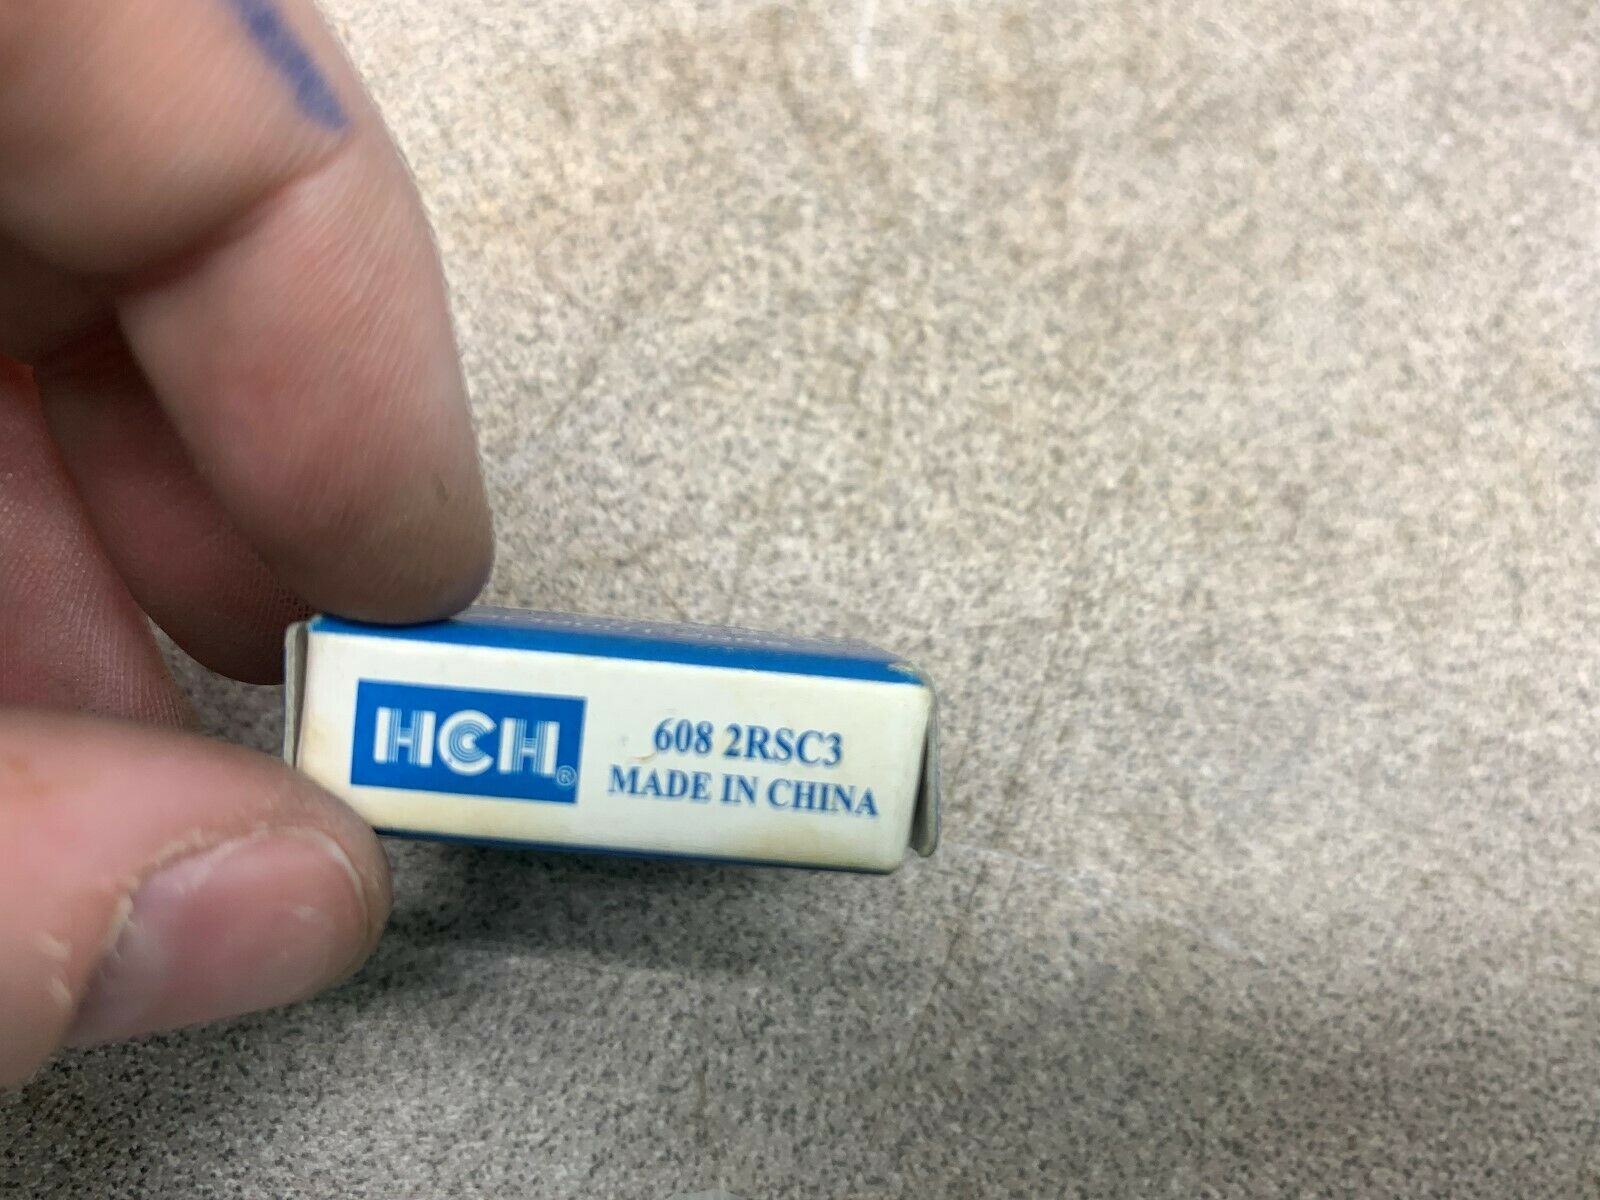 HCH®
608 2RSC3
MADE IN CHINA